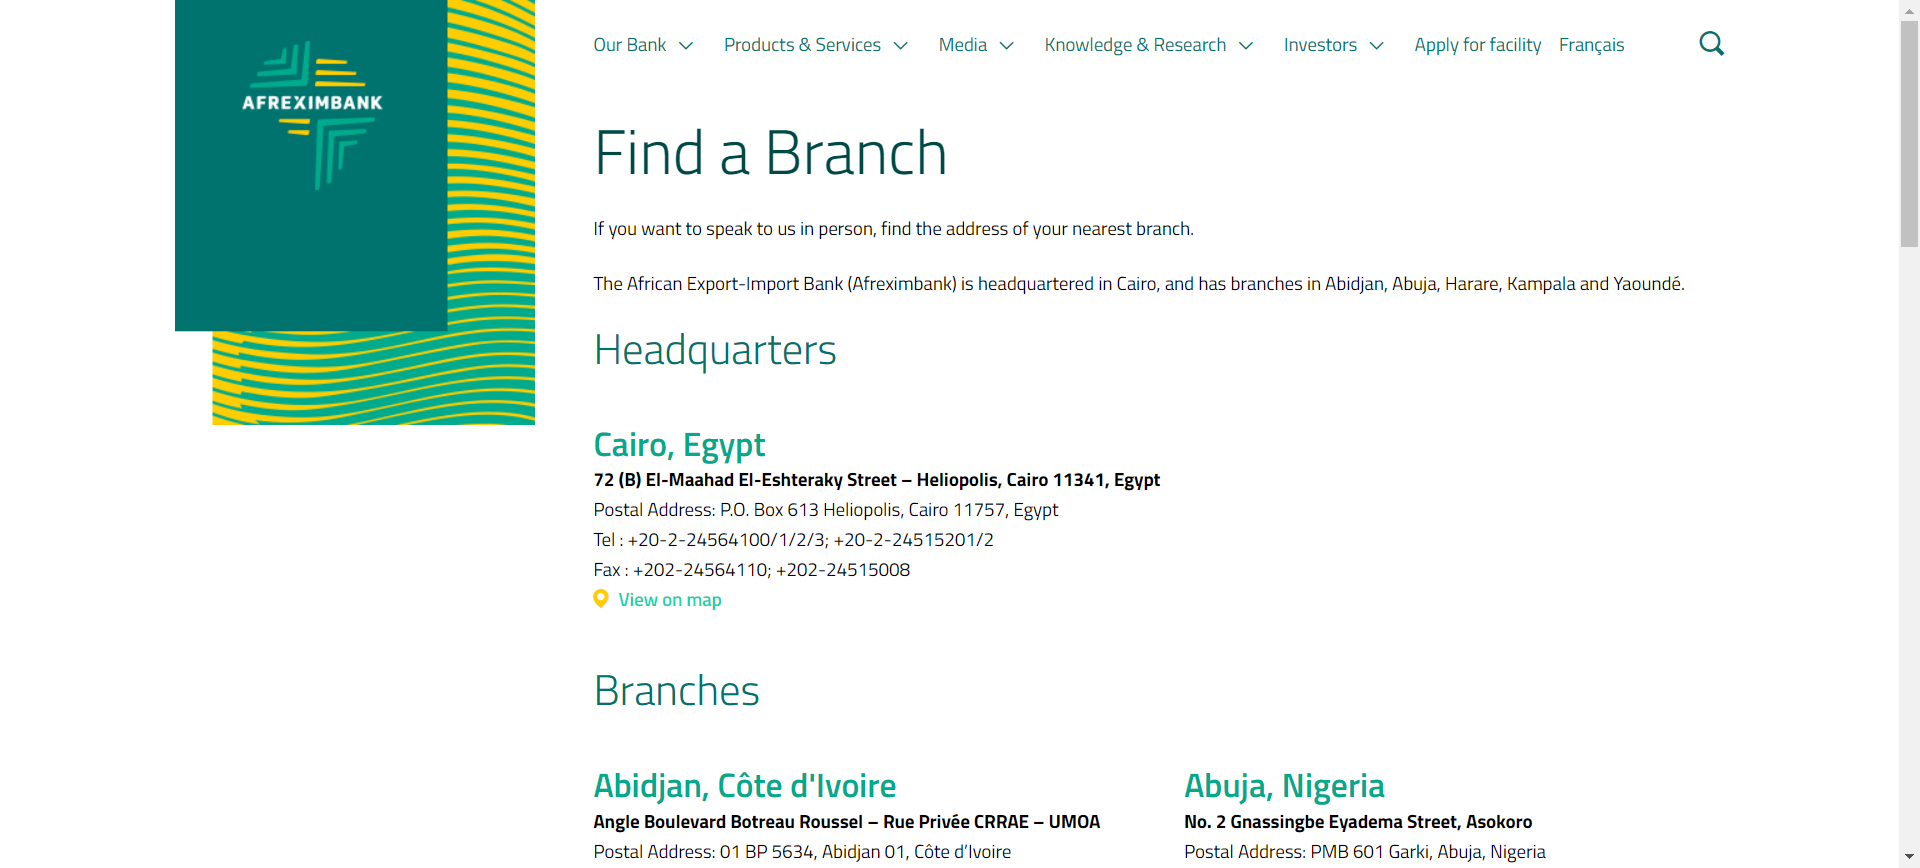 AFREXIMBANK
Our Bank
Products & Services
Media
Knowledge & Research
Investors
Apply for facility
Français
Find a Branch
If you want to speak to us in person, find the address of your nearest branch.
The African Export-Import Bank (Afreximbank) is headquartered in Cairo, and has branches in Abidjan, Abuja, Harare, Kampala and Yaoundé.
Headquarters
Cairo, Egypt
72 (B) El-Maahad El-Eshteraky Street – Heliopolis, Cairo 11341, Egypt
Postal Address: P.O. Box 613 Heliopolis, Cairo 11757, Egypt
Tel : +20-2-24564100/1/2/3; +20-2-24515201/2
Fax : +202-24564110; +202-24515008
View on map
Branches
Abidjan, Côte d'Ivoire
Angle Boulevard Botreau Roussel – Rue Privée CRRAE – UMOA
Postal Address: 01 BP 5634, Abidjan 01, Côte d’Ivoire
Abuja, Nigeria
No. 2 Gnassingbe Eyadema Street, Asokoro
Postal Address: PMB 601 Garki, Abuja, Nigeria